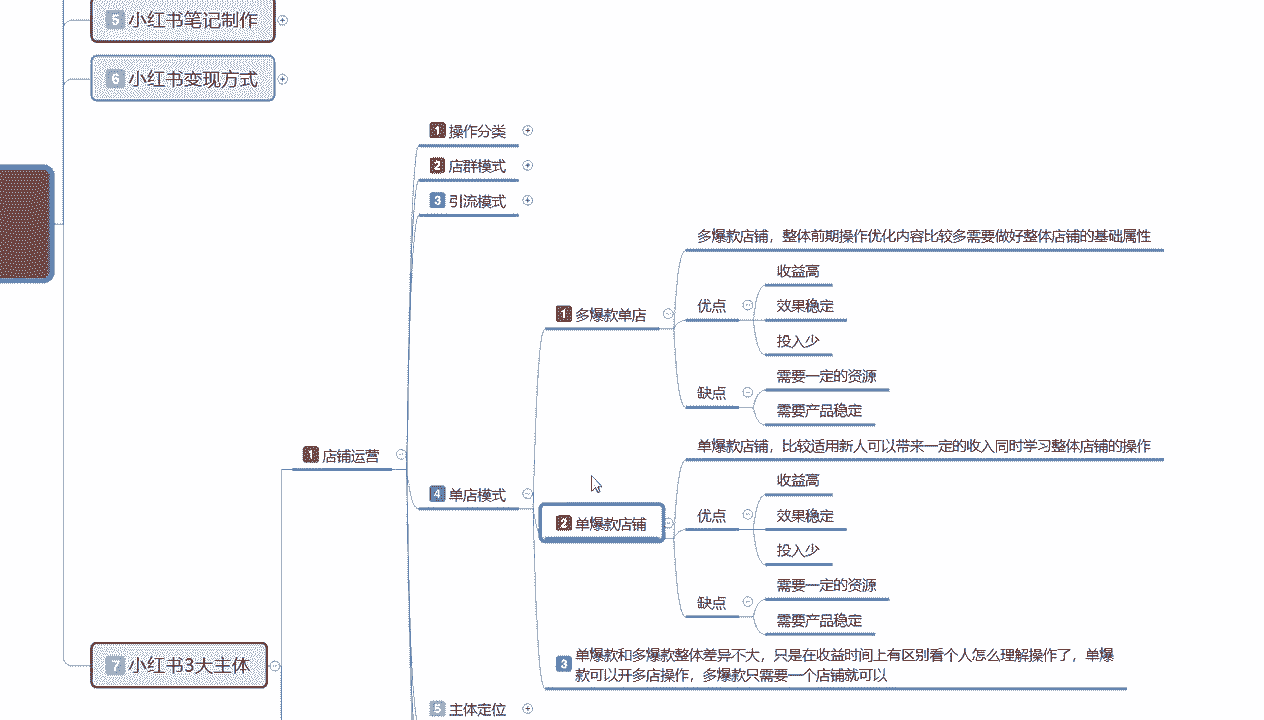 5 小红书笔记制作
6 小红书变现方式
1 操作分类
2 店群模式
3 引流模式
多爆款店铺，整体前期操作优化内容比较多需要做好整体店铺的基础属性
收益高
优点
效果稳定
1 多爆款单店
投入少
需要一定的资源
缺点
需要产品稳定
单爆款店铺，比较适用新人可以带来一定的收入同时学习整体店铺的操作
1 店铺运营
收益高
4 单店模式
优点
效果稳定
2 单爆款店铺
投入少
需要一定的资源
缺点
需要产品稳定
7 小红书3大主体
3 单爆款和多爆款整体差异不大，只是在收益时间上有区别看个人怎么理解操作了，单爆
款可以开多店操作，多爆款只需要一个店铺就可以
5 主体定位